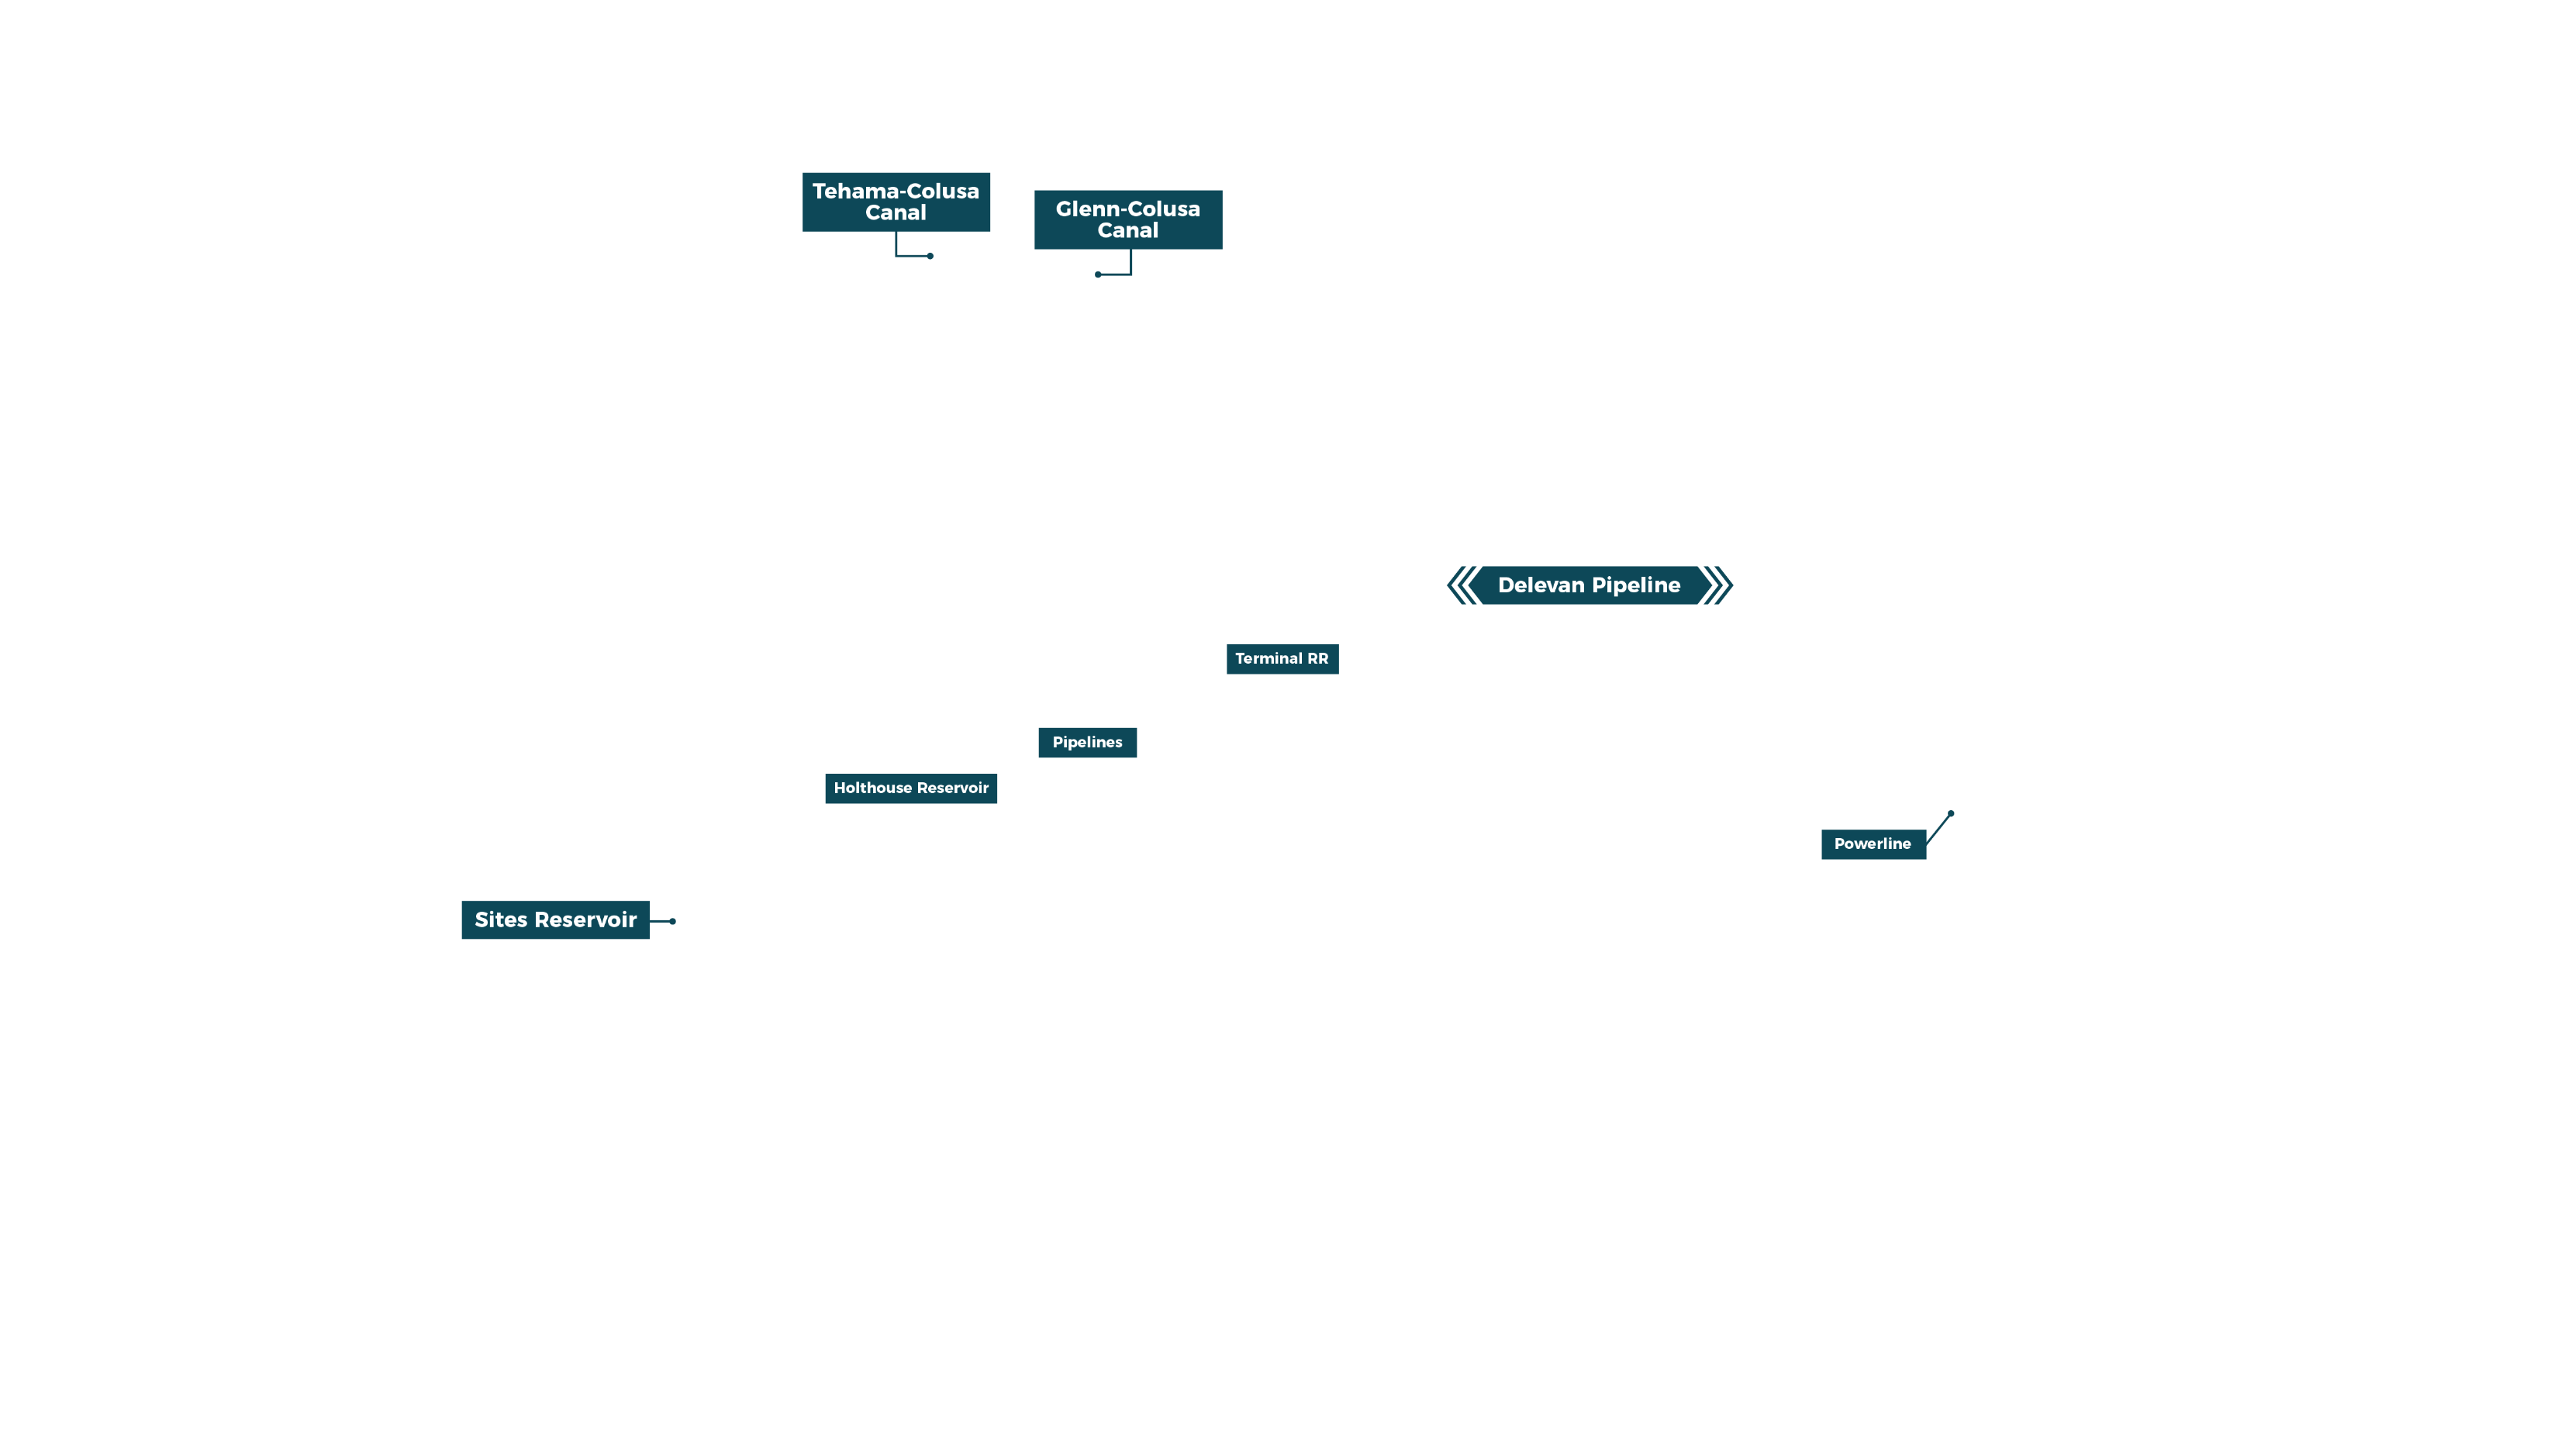 Tehama-Colusa
Canal
Glenn-Colusa
Canal
Delevan Pipeline
Terminal RR
Pipelines
Holthouse Reservoir
Powerline
Sites Reservoir